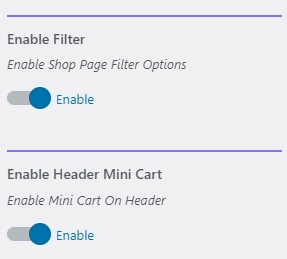 Enable Filter
Enable Shop Page Filter Options
Enable
Enable Header Mini Cart
Enable Mini Cart On Header
Enable